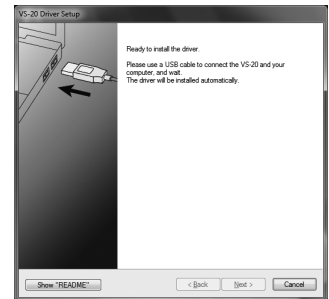 VS-20 Driver Setup
Ready to install the driver.
Please use a USB cable to connect the VS-20 and your
computer, and wait.
The driver will be installed automatically.
Show "README"
< Back
Next >
Cancel